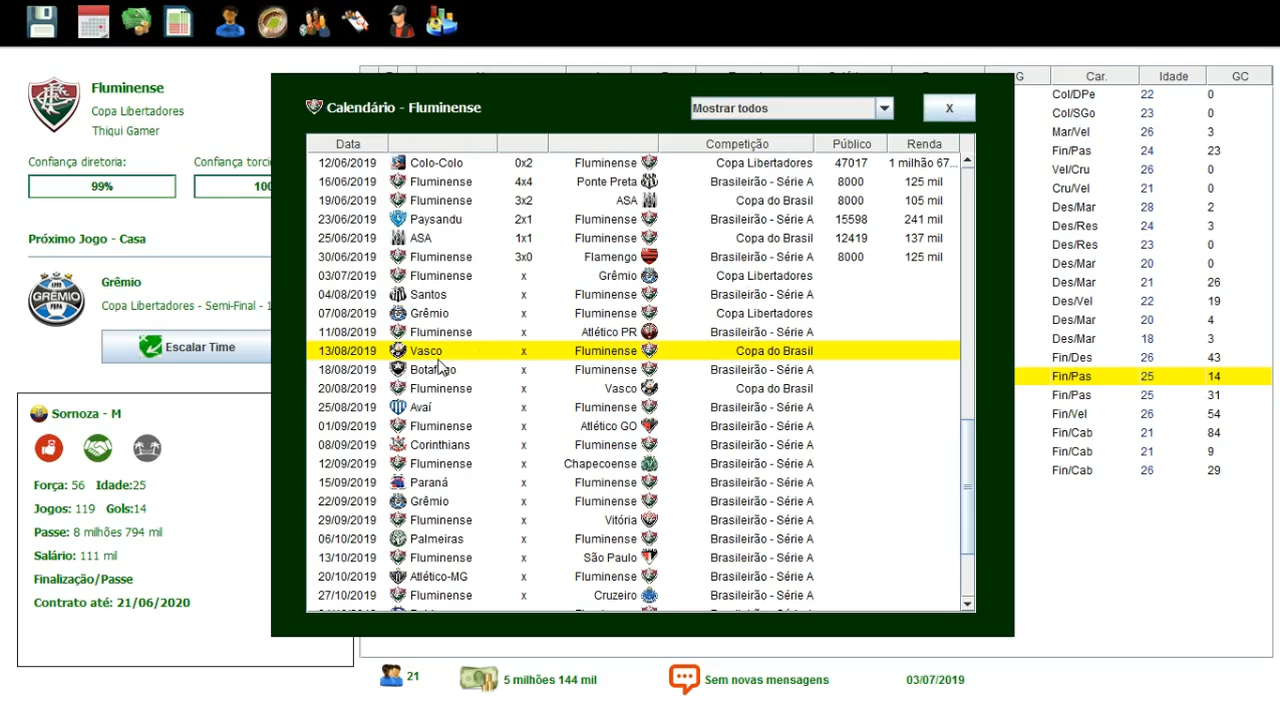 Fluminense
Copa Libertadores
Thiqui Gamer
Confiança diretoria:
99%
Próximo Jogo - Casa
GRÊMIO
Grêmio
Copa Libertadores - Semi-Final - 1
Escalar Time
Sornoza - M
Força: 56 Idade:25
Jogos: 119 Gols:14
Passe: 8 milhões 794 mil
Salário: 111 mil
Finalização/Passe
Contrato até: 21/06/2020
Calendário - Fluminense
Mostrar todos
X
Data Competição Público Renda
12/06/2019 Colo-Colo 0x2 Fluminense Copa Libertadores 47017 1 milhão 67...
16/06/2019 Fluminense 4x4 Ponte Preta Brasileirão - Série A 8000 125 mil
19/06/2019 Fluminense 3x2 ASA Copa do Brasil 8000 105 mil
23/06/2019 Paysandu 2x1 Fluminense Brasileirão - Série A 15598 241 mil
25/06/2019 ASA 1x1 Fluminense Copa do Brasil 12419 137 mil
30/06/2019 Fluminense 3x0 Flamengo Brasileirão - Série A 8000 125 mil
03/07/2019 Fluminense x Grêmio Copa Libertadores
04/08/2019 Santos x Fluminense Brasileirão - Série A
07/08/2019 Grêmio x Fluminense Copa Libertadores
11/08/2019 Fluminense x Atlético PR Brasileirão - Série A
13/08/2019 Vasco x Fluminense Copa do Brasil
18/08/2019 Botafogo x Fluminense Brasileirão - Série A
20/08/2019 Fluminense x Vasco Copa do Brasil
25/08/2019 Avaí x Fluminense Brasileirão - Série A
01/09/2019 Fluminense x Atlético GO Brasileirão - Série A
08/09/2019 Corinthians x Fluminense Brasileirão - Série A
12/09/2019 Fluminense x Chapecoense Brasileirão - Série A
15/09/2019 Paraná x Fluminense Brasileirão - Série A
22/09/2019 Grêmio x Fluminense Brasileirão - Série A
29/09/2019 Fluminense x Vitória Brasileirão - Série A
06/10/2019 Palmeiras x Fluminense Brasileirão - Série A
13/10/2019 Fluminense x São Paulo Brasileirão - Série A
20/10/2019 Atlético-MG x Fluminense Brasileirão - Série A
27/10/2019 Fluminense x Cruzeiro Brasileirão - Série A
G Car. Idade GC
Col/DPe 22 0
Col/SGo 23 0
Mar/Vel 26 3
Fin/Pas 24 23
Vel/Cru 26 0
Cru/Vel 21 0
Des/Mar 28 2
Des/Res 24 3
Des/Res 23 0
Des/Mar 20 0
Des/Mar 21 26
Des/Vel 22 19
Des/Mar 20 4
Des/Mar 18 3
Fin/Des 26 43
Fin/Pas 25 14
Fin/Pas 25 31
Fin/Vel 26 54
Fin/Cab 21 84
Fin/Cab 21 9
Fin/Cab 26 29
21
5 milhões 144 mil
Sem novas mensagens
03/07/2019